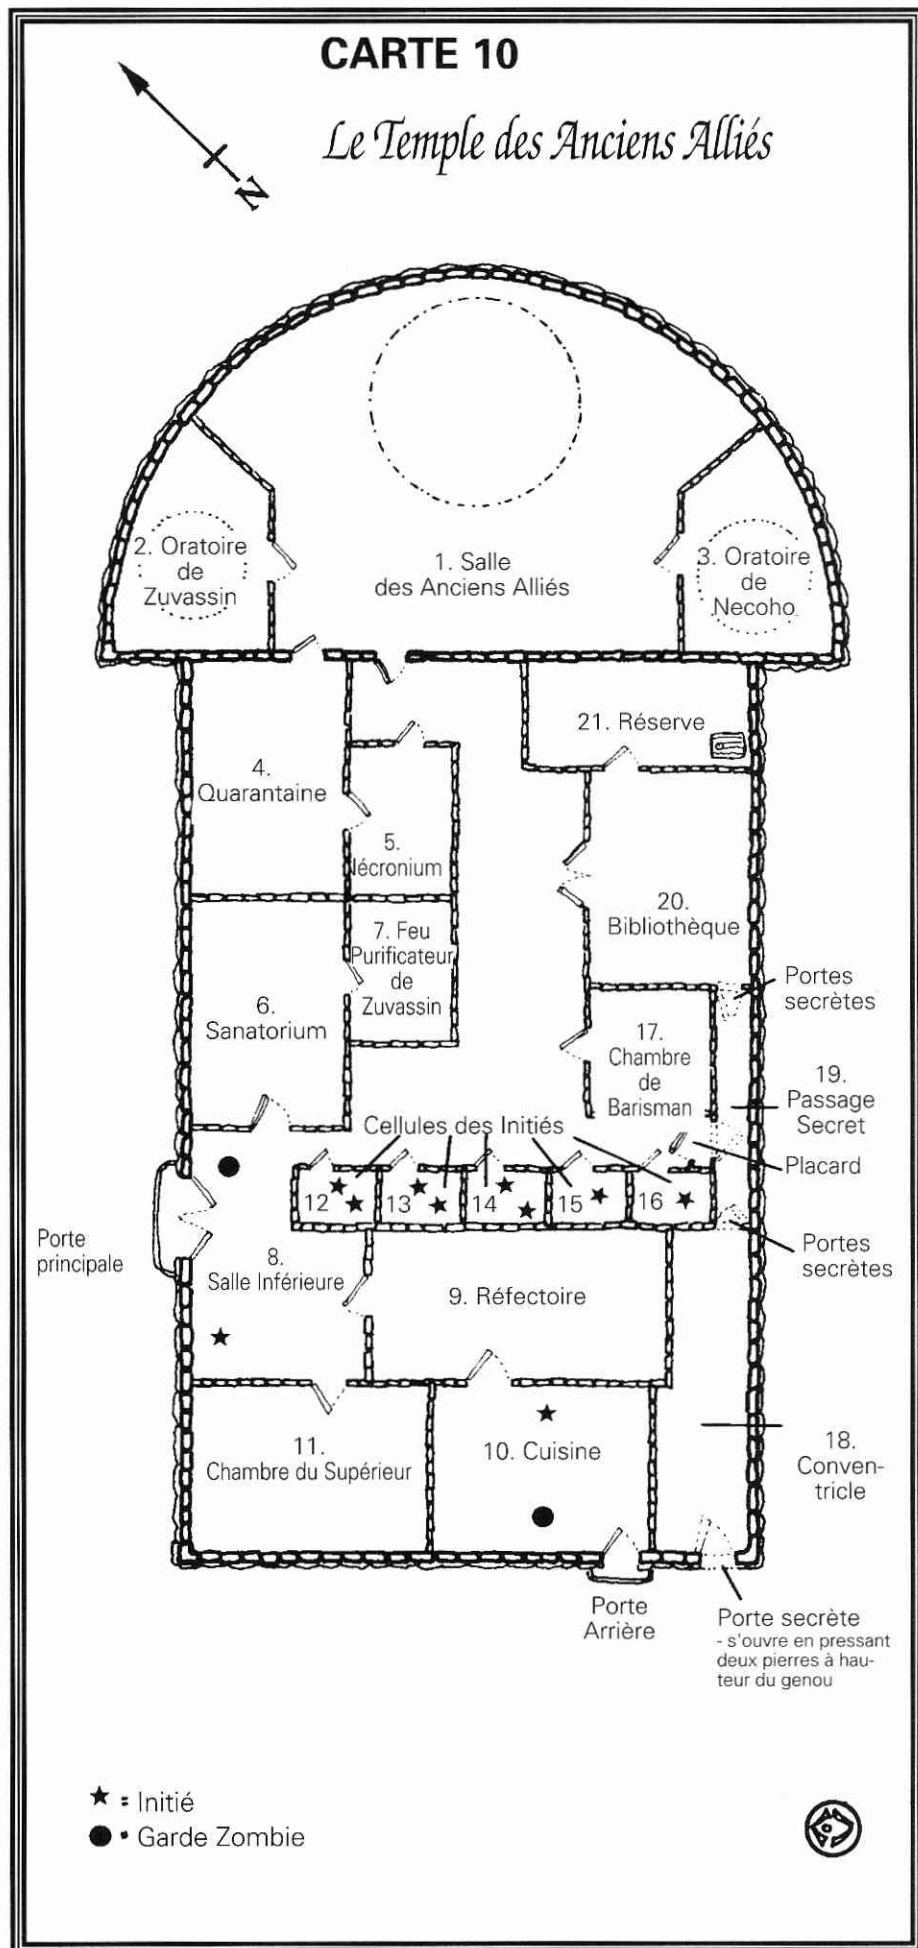 CARTE 10
Le Temple des Anciens Alliés
N
2. Oratoire
de
Zuvassin
1. Salle
des Anciens Alliés
3. Oratoire
de
Necoho
21. Réserve
4.
Quarantaine
5.
lécronium
20.
Bibliothèque
7. Feu
Purificateur
de
Zuvassin
6.
Sanatorium
Portes
secrètes
17.
Chambre
de
Barisman
19.
Passage
Secret
Cellules des Initiés
Placard
12
13
14
15
16
Porte
principale
8.
Salle Inférieure
Portes
secrètes
9. Réfectoire
11.
Chambre du Supérieur
10. Cuisine
18.
Conven-
tricle
Porte
Arrière
Porte secrète
- s'ouvre en pressant
deux pierres à hau-
teur du genou
★ = Initié
● • Garde Zombie